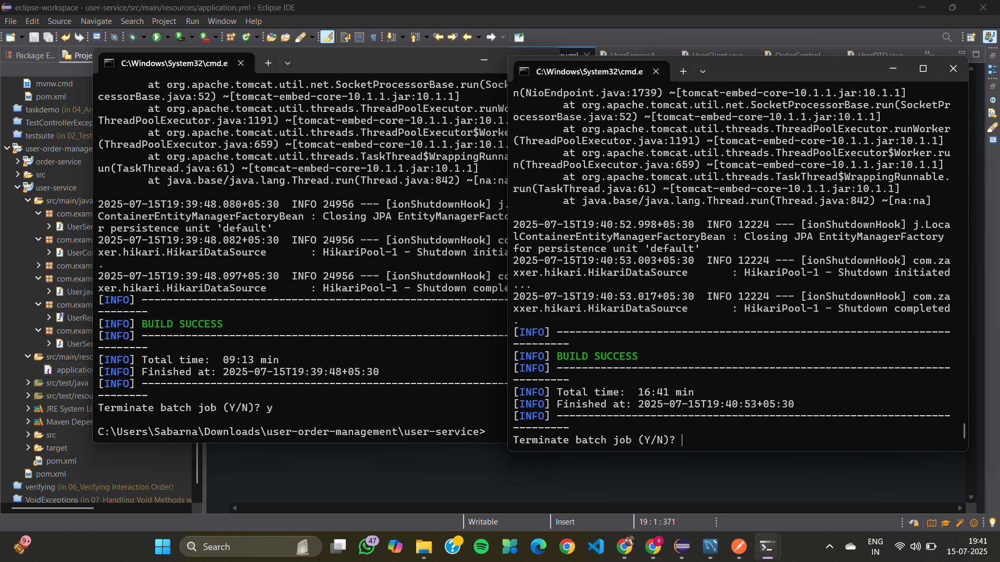 eclipse-workspace - user-service/src/main/resources/application.yml - Eclipse IDE
File Edit Source Navigate Search Project Run Window Help
Package E...
Proje
mvnw.cmd
pom.xml
taskdemo (in 04_Ar
TestControllerExcep
testsuite (in 02_Test
user-order-manage
order-service
src
user-service
src/main/java
com.exam
UserSer
com.exam
UserCo
com.exam
com.exam
User.jav
com.exam
UserRep
com.exam
UserSer
src/main/reso
applicatio
src/test/java
src/test/resou
JRE System Li
Maven Depen
src
target
pom.xml
pom.xml
verifying (in 06_Verifying Interaction Order)
VoidExceptions (in 07_Handling Void Methods w
C:\Windows\System32\cmd.e
at org.apache.tomcat.util.net.SocketProcessorBase.run(Sock
cessorBase.java:52) ~[tomcat-embed-core-10.1.1.jar:10.1.1]
at org.apache.tomcat.util.threads.ThreadPoolExecutor.runWo
ThreadPoolExecutor.java:1191) ~[tomcat-embed-core-10.1.1.jar:10.1.
at org.apache.tomcat.util.threads.ThreadPoolExecutor$Worke
(ThreadPoolExecutor.java:659) ~[tomcat-embed-core-10.1.1.jar:10.1.
at org.apache.tomcat.util.threads.TaskThread$WrappingRunna
un(TaskThread.java:61) ~[tomcat-embed-core-10.1.1.jar:10.1.1]
at java.base/java.lang.Thread.run(Thread.java:842) ~[na:na
2025-07-15T19:39:48.080+05:30  INFO 24956 --- [ionShutdownHook] j.
ContainerEntityManagerFactoryBean : Closing JPA EntityManagerFacto
r persistence unit 'default'
2025-07-15T19:39:48.082+05:30  INFO 24956 --- [ionShutdownHook] co
xer.hikari.HikariDataSource       : HikariPool-1 - Shutdown initia
.
2025-07-15T19:39:48.097+05:30  INFO 24956 --- [ionShutdownHook] co
xer.hikari.HikariDataSource       : HikariPool-1 - Shutdown comple
[INFO] ----------------------------------------------------------
--------
[INFO] BUILD SUCCESS
[INFO] ----------------------------------------------------------
--------
[INFO] Total time:  09:13 min
[INFO] Finished at: 2025-07-15T19:39:48+05:30
[INFO] ----------------------------------------------------------
--------
Terminate batch job (Y/N)? y
C:\Users\Sabarna\Downloads\user-order-management\user-service>
n.yml
UserServiceA
UserClient.java
OrderControl
UserDTO.java
C:\Windows\System32\cmd.e
n(NioEndpoint.java:1739) ~[tomcat-embed-core-10.1.1.jar:10.1.1]
at org.apache.tomcat.util.net.SocketProcessorBase.run(SocketPr
ocessorBase.java:52) ~[tomcat-embed-core-10.1.1.jar:10.1.1]
at org.apache.tomcat.util.threads.ThreadPoolExecutor.runWorker
(ThreadPoolExecutor.java:1191) ~[tomcat-embed-core-10.1.1.jar:10.1.1]
at org.apache.tomcat.util.threads.ThreadPoolExecutor$Worker.ru
n(ThreadPoolExecutor.java:659) ~[tomcat-embed-core-10.1.1.jar:10.1.1]
at org.apache.tomcat.util.threads.TaskThread$WrappingRunnable.
run(TaskThread.java:61) ~[tomcat-embed-core-10.1.1.jar:10.1.1]
at java.base/java.lang.Thread.run(Thread.java:842) ~[na:na]
2025-07-15T19:40:52.998+05:30  INFO 12224 --- [ionShutdownHook] j.Loca
lContainerEntityManagerFactoryBean : Closing JPA EntityManagerFactory
for persistence unit 'default'
2025-07-15T19:40:53.003+05:30  INFO 12224 --- [ionShutdownHook] com.za
xxer.hikari.HikariDataSource       : HikariPool-1 - Shutdown initiated
...
2025-07-15T19:40:53.017+05:30  INFO 12224 --- [ionShutdownHook] com.za
xxer.hikari.HikariDataSource       : HikariPool-1 - Shutdown completed
.
[INFO] ---------------------------------------------------------------
---------
[INFO] BUILD SUCCESS
[INFO] ---------------------------------------------------------------
---------
[INFO] Total time:  16:41 min
[INFO] Finished at: 2025-07-15T19:40:53+05:30
[INFO] ---------------------------------------------------------------
---------
Terminate batch job (Y/N)?
Writable
Insert
19 : 1 : 371
9+
Search
47
ENG
IN
19:41
15-07-2025